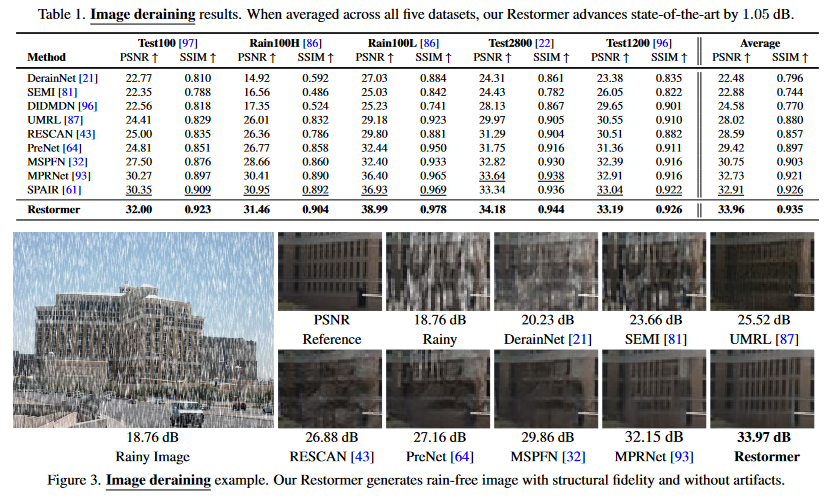 Table 1. Image deraining results. When averaged across all five datasets, our Restormer advances state-of-the-art by 1.05 dB.
Test100 [97] Rain100H [86] Rain100L [86] Test2800 [22] Test1200 [96] Average
Method PSNR ↑ SSIM ↑ PSNR ↑ SSIM ↑ PSNR ↑ SSIM ↑ PSNR ↑ SSIM ↑ PSNR ↑ SSIM ↑ PSNR ↑ SSIM ↑
DerainNet [21] 22.77 0.810 14.92 0.592 27.03 0.884 24.31 0.861 23.38 0.835 22.48 0.796
SEMI [81] 22.35 0.788 16.56 0.486 25.03 0.842 24.43 0.782 26.05 0.822 22.88 0.744
DIDMDN [96] 22.56 0.818 17.35 0.524 25.23 0.741 28.13 0.867 29.65 0.901 24.58 0.770
UMRL [87] 24.41 0.829 26.01 0.832 29.18 0.923 29.97 0.905 30.55 0.910 28.02 0.880
RESCAN [43] 25.00 0.835 26.36 0.786 29.80 0.881 31.29 0.904 30.51 0.882 28.59 0.857
PreNet [64] 24.81 0.851 26.77 0.858 32.44 0.950 31.75 0.916 31.36 0.911 29.42 0.897
MSPFN [32] 27.50 0.876 28.66 0.860 32.40 0.933 32.82 0.930 32.39 0.916 30.75 0.903
MPRNet [93] 30.27 0.897 30.41 0.890 36.40 0.965 33.64 0.938 32.91 0.916 32.73 0.921
SPAIR [61] 30.35 0.909 30.95 0.892 36.93 0.969 33.34 0.936 33.04 0.922 32.91 0.926
Restormer 32.00 0.923 31.46 0.904 38.99 0.978 34.18 0.944 33.19 0.926 33.96 0.935
PSNR 18.76 dB 20.23 dB 23.66 dB 25.52 dB
Reference Rainy DerainNet [21] SEMI [81] UMRL [87]
18.76 dB 26.88 dB 27.16 dB 29.86 dB 32.15 dB 33.97 dB
Rainy Image RESCAN [43] PreNet [64] MSPFN [32] MPRNet [93] Restormer
Figure 3. Image deraining example. Our Restormer generates rain-free image with structural fidelity and without artifacts.